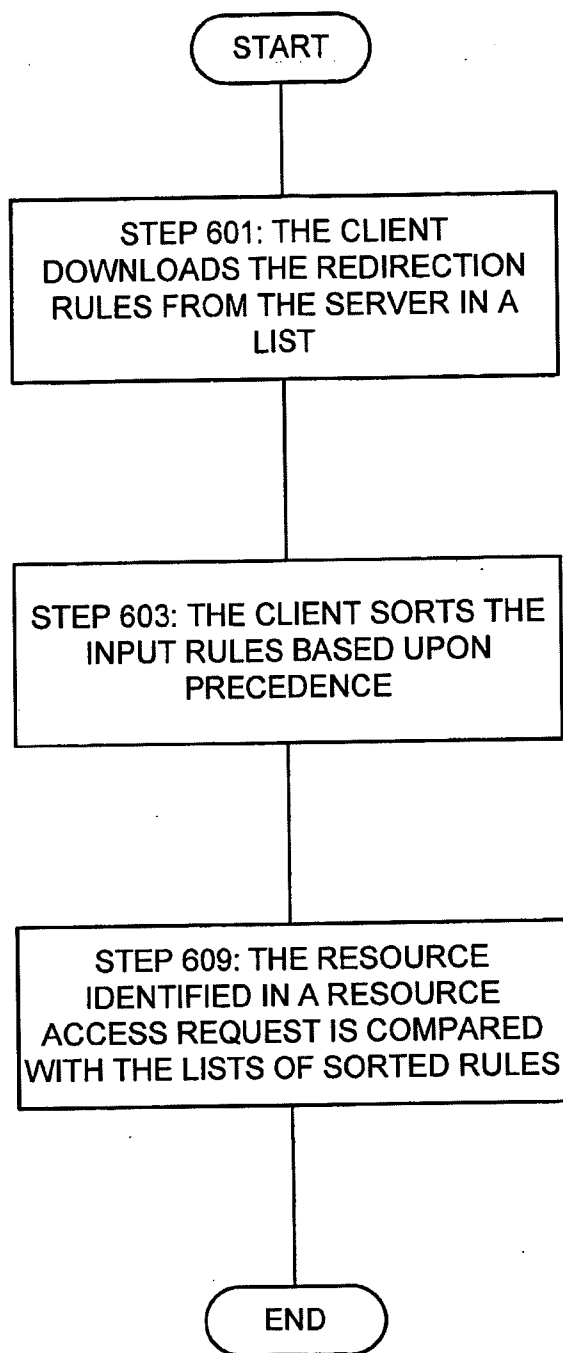 START
STEP 601: THE CLIENT
DOWNLOADS THE REDIRECTION
RULES FROM THE SERVER IN A
LIST
STEP 603: THE CLIENT SORTS THE
INPUT RULES BASED UPON
PRECEDENCE
STEP 609: THE RESOURCE
IDENTIFIED IN A RESOURCE
ACCESS REQUEST IS COMPARED
WITH THE LISTS OF SORTED RULES
END